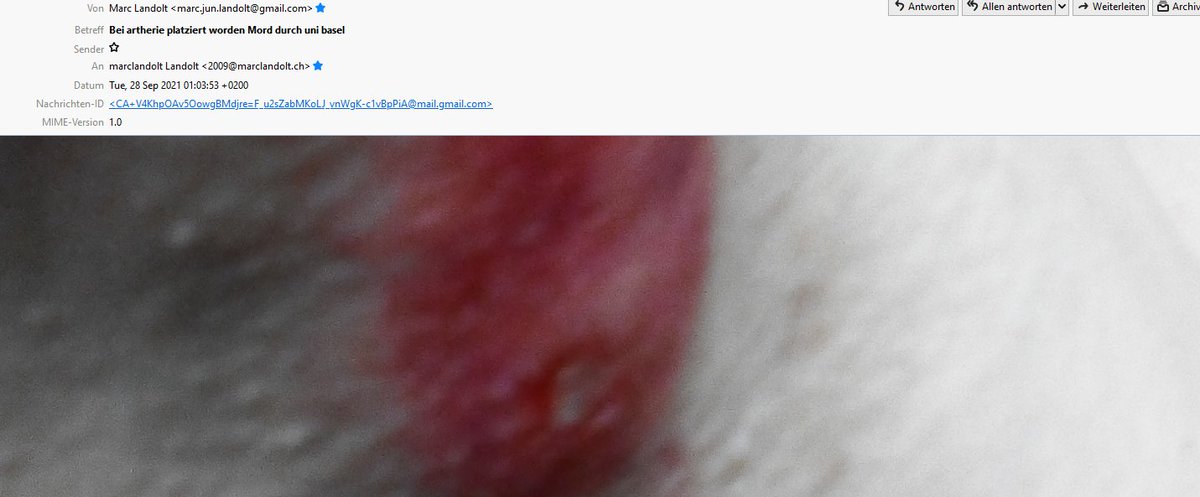 Von Marc Landolt <marc.jun.landolt@gmail.com> Antworten Allen antworten Weiterleiten
Betreff Bei artherie platziert worden Mord durch uni basel
Sender
An marclandolt Landolt <2009@marclandolt.ch>
Datum Tue, 28 Sep 2021 01:03:53 +0200
Nachrichten-ID <CA+V4KhpOAv5OowgBMdjre=F_u2sZabMKoLJ_vnWgK-c1vBpPiA@mail.gmail.com>
MIME-Version 1.0